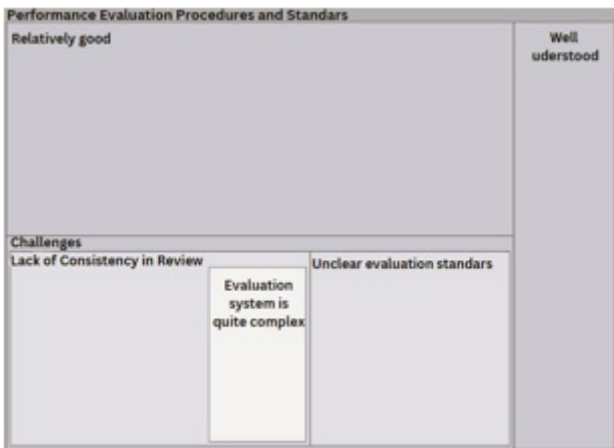 Performance Evaluation Procedures and Standars
Relatively good
Well
uderstood
Challenges
Lack of Consistency in Review
Evaluation
system is
quite complex
Unclear evaluation standars